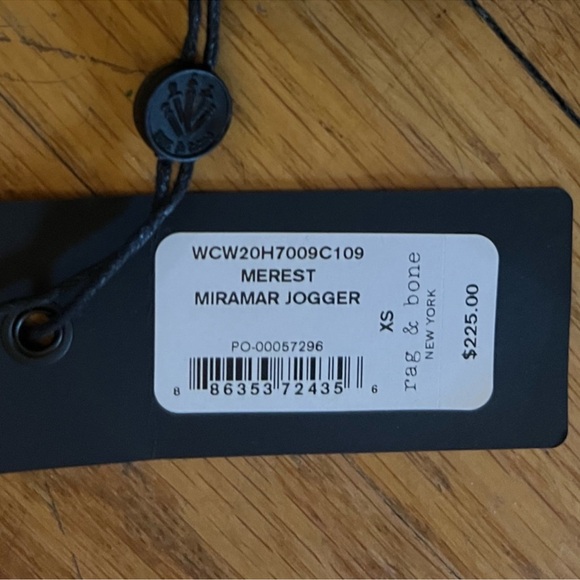 WCW20H7009C109
MEREST
MIRAMAR JOGGER
PO-00057296
8 86353 72435 6
XS
rag & bone
NEW YORK
$225.00